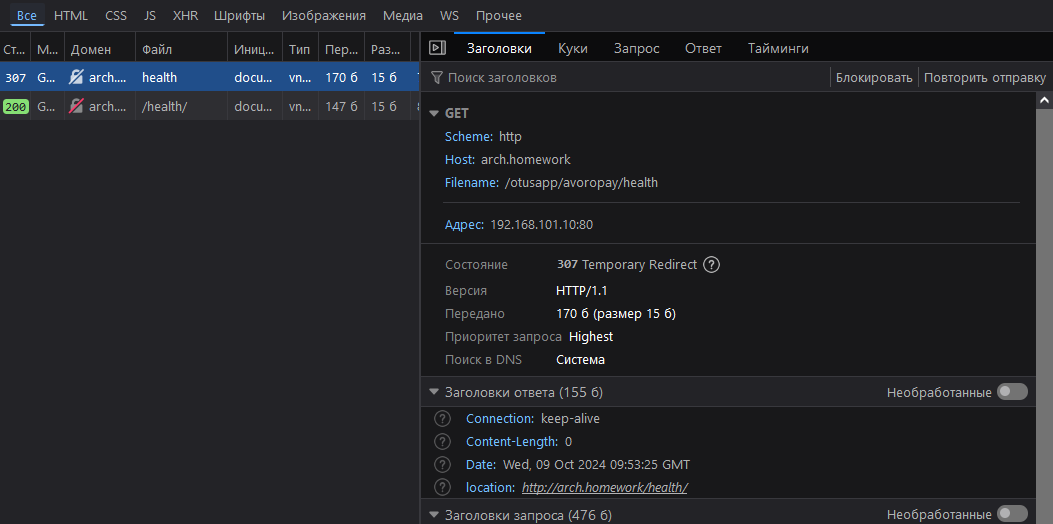 Все HTML CSS JS XHR Шрифты Изображения Медиа WS Прочее
Ст... М... Домен Файл Иниц... Тип Пер... Раз...
307 G... arch.... health docu... vn... 170 б 15 б
200 G... arch.... /health/ docu... vn... 147 б 15 б
Заголовки Куки Запрос Ответ Тайминги
Поиск заголовков Блокировать Повторить отправку
GET
Scheme: http
Host: arch.homework
Filename: /otusapp/avoropay/health
Адрес: 192.168.101.10:80
Состояние 307 Temporary Redirect ?
Версия HTTP/1.1
Передано 170 б (размер 15 б)
Приоритет запроса Highest
Поиск в DNS Система
Заголовки ответа (155 б) Необработанные
? Connection: keep-alive
? Content-Length: 0
? Date: Wed, 09 Oct 2024 09:53:25 GMT
? location: http://arch.homework/health/
Заголовки запроса (476 б) Необработанные